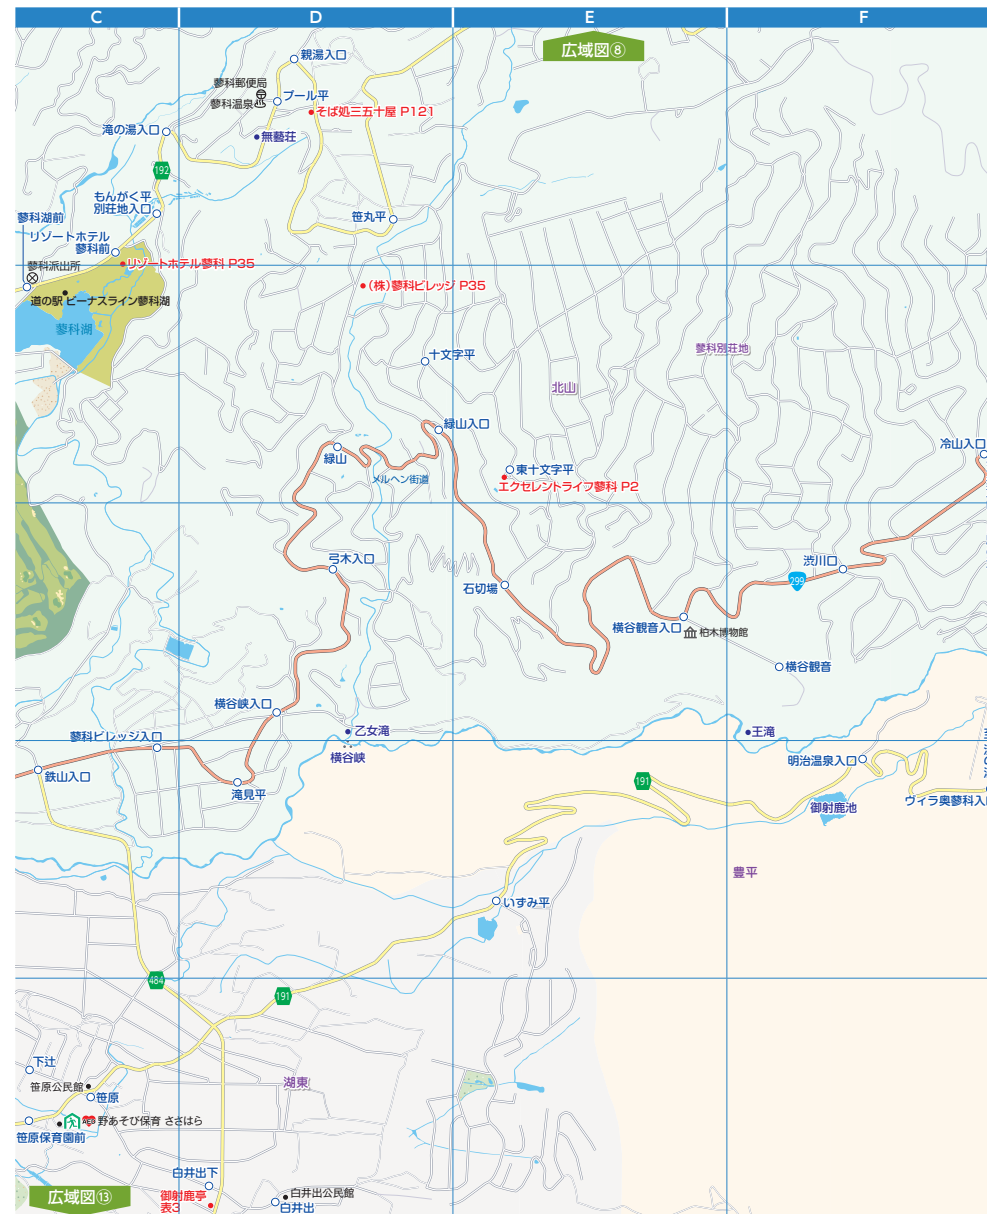 C
D
E
F
広域図⑧
親湯入口
蓼科郵便局
プール平
蓼科温泉
そば処三五十屋 P121
滝の湯入口
無藝荘
192
もんがく平
別荘地入口
蓼科湖前
笹丸平
リゾートホテル
蓼科前
蓼科派出所
リゾートホテル蓼科 P35
(株)蓼科ビレッジ P35
道の駅 ビーナスライン蓼科湖
蓼科湖
十文字平
蓼科別荘地
北山
緑山入口
冷山入口
緑山
東十文字平
メルヘン街道
エクセレントライフ蓼科 P2
弓木入口
渋川口
石切場
299
横谷観音入口
柏木博物館
横谷観音
横谷峡入口
乙女滝
王滝
蓼科ビレッジ入口
横谷峡
明治温泉入口
鉄山入口
滝見平
191
御射鹿池
ヴィラ奥蓼科入口
豊平
いずみ平
484
191
下辻
湖東
笹原公民館
笹原
AED
野あそび保育 ささはら
笹原保育園前
白井出下
広域図⑬
御射鹿亭
表3
白井出公民館
白井出